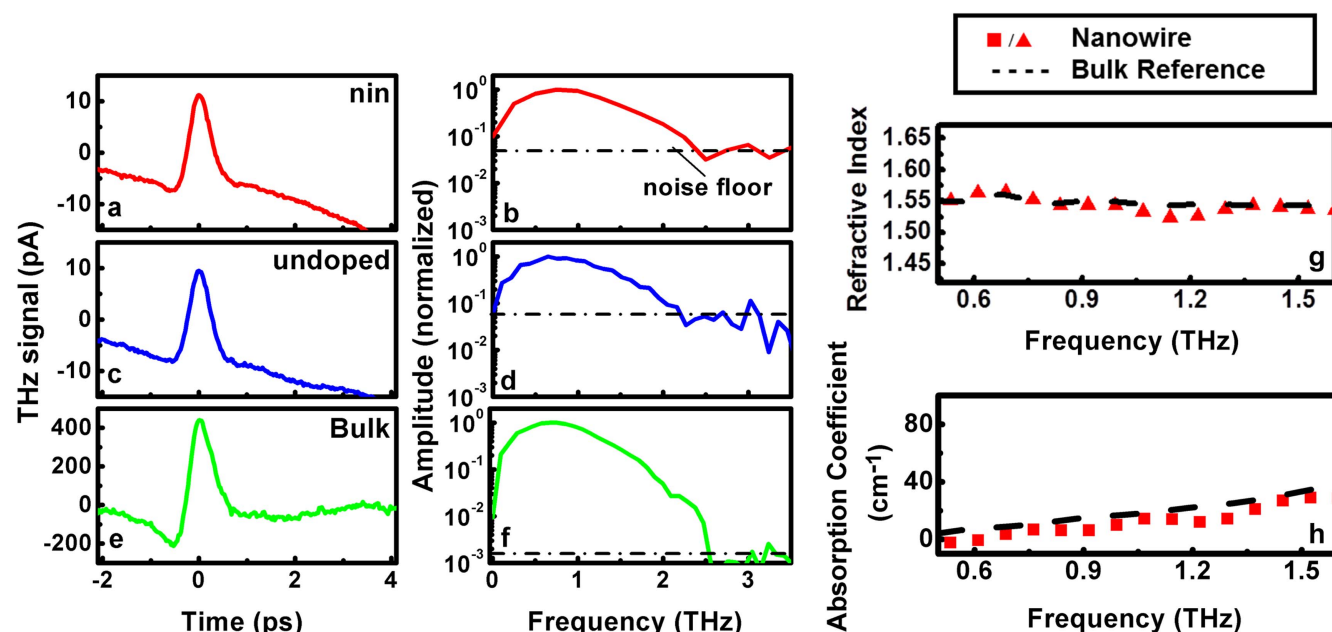 nin
10
0
-10
a
undoped
10
0
-10
c
Bulk
400
200
0
-200
e
-2
0
2
4
THz signal (pA)
Time (ps)
10⁰
10⁻¹
10⁻²
10⁻³
noise floor
b
10⁰
10⁻¹
10⁻²
10⁻³
d
10⁰
10⁻¹
10⁻²
10⁻³
f
0
1
2
3
Amplitude (normalized)
Frequency (THz)
/ Nanowire
Bulk Reference
1.65
1.60
1.55
1.50
1.45
g
0.6
0.9
1.2
1.5
Refractive Index
Frequency (THz)
80
40
0
h
0.6
0.9
1.2
1.5
Absorption Coefficient
(cm⁻¹)
Frequency (THz)